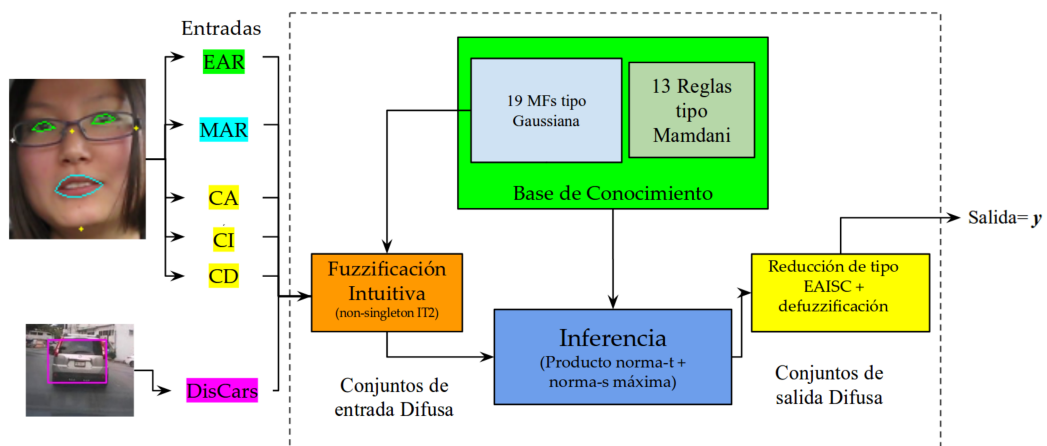 Entradas
EAR
MAR
CA
CI
CD
DisCars
19 MFs tipo
Gaussiana
13 Reglas
tipo
Mamdani
Base de Conocimiento
Fuzzificación
Intuitiva
(non-singleton IT2)
Conjuntos de
entrada Difusa
Inferencia
(Producto norma-t +
norma-s máxima)
Reducción de tipo
EAISC +
defuzzificación
Conjuntos de
salida Difusa
Salida= y